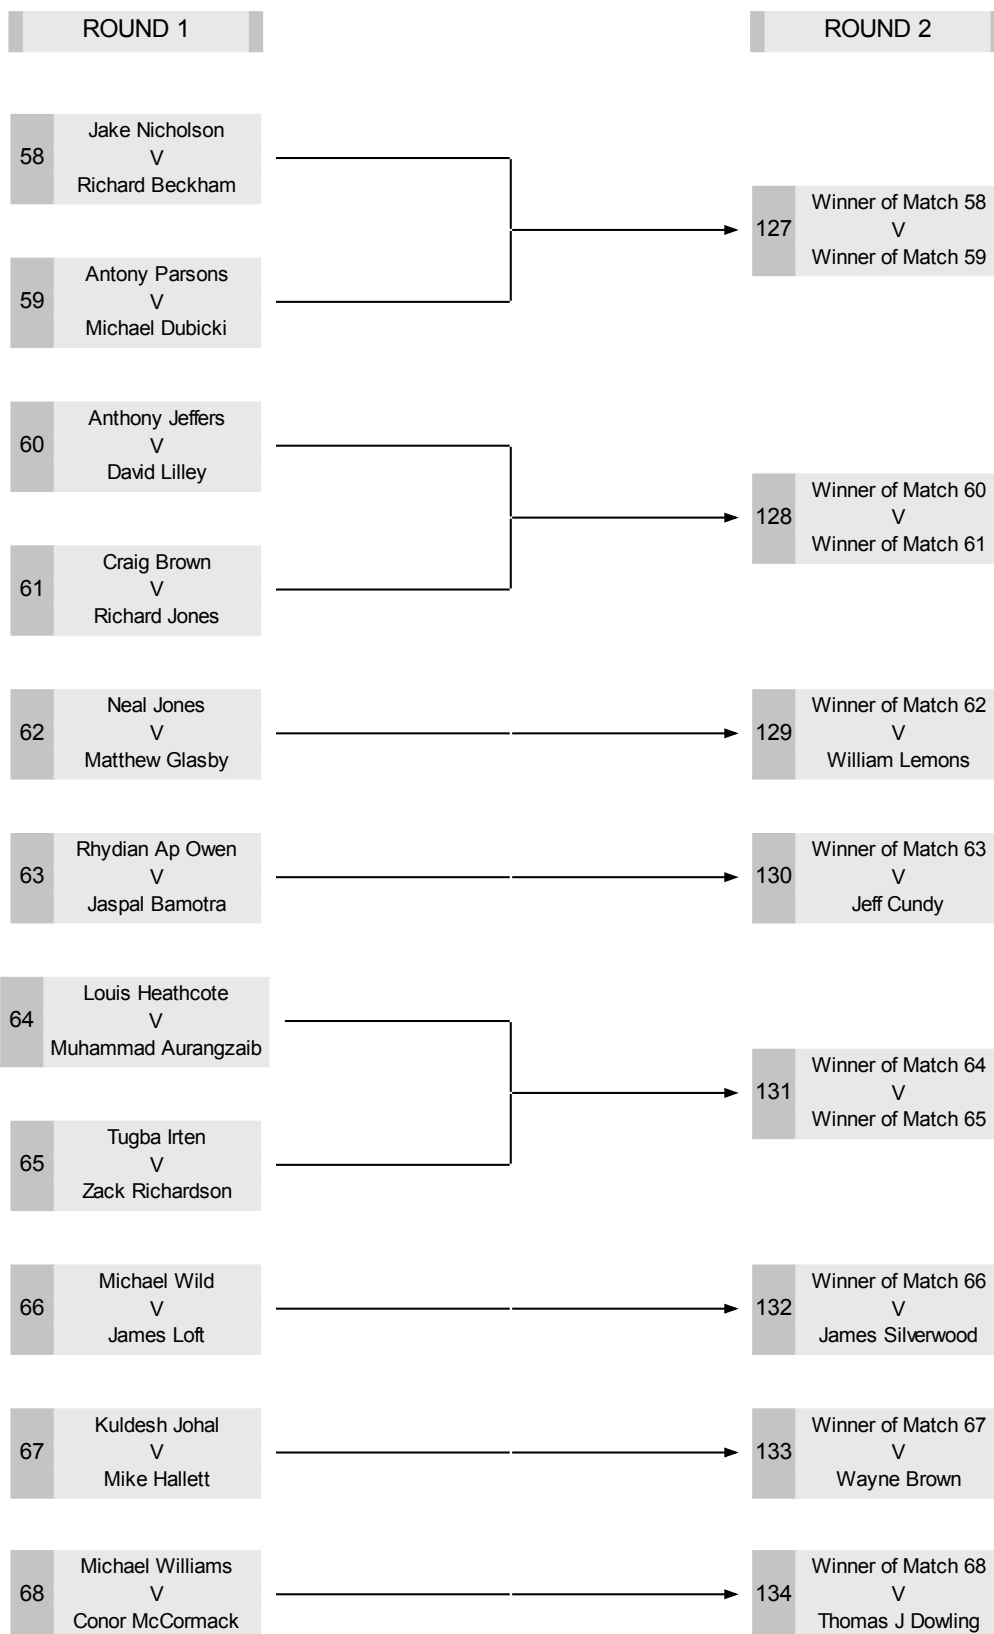 ROUND 1
ROUND 2
58
Jake Nicholson
V
Richard Beckham
59
Antony Parsons
V
Michael Dubicki
127
Winner of Match 58
V
Winner of Match 59
60
Anthony Jeffers
V
David Lilley
61
Craig Brown
V
Richard Jones
128
Winner of Match 60
V
Winner of Match 61
62
Neal Jones
V
Matthew Glasby
129
Winner of Match 62
V
William Lemons
63
Rhydian Ap Owen
V
Jaspal Bamotra
130
Winner of Match 63
V
Jeff Cundy
64
Louis Heathcote
V
Muhammad Aurangzaib
65
Tugba Irten
V
Zack Richardson
131
Winner of Match 64
V
Winner of Match 65
66
Michael Wild
V
James Loft
132
Winner of Match 66
V
James Silverwood
67
Kuldesh Johal
V
Mike Hallett
133
Winner of Match 67
V
Wayne Brown
68
Michael Williams
V
Conor McCormack
134
Winner of Match 68
V
Thomas J Dowling